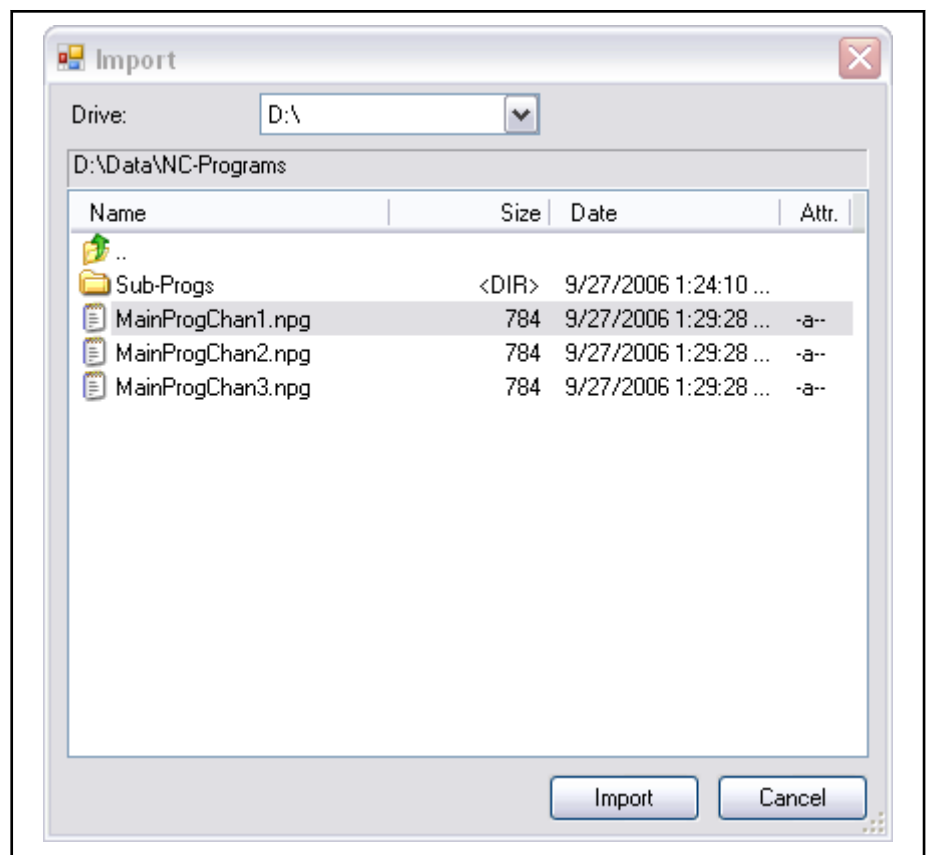 Import
Drive: D:\
D:\Data\NC-Programs
Name Size Date Attr.
..
Sub-Progs <DIR> 9/27/2006 1:24:10 ...
MainProgChan1.npg 784 9/27/2006 1:29:28 ... -a--
MainProgChan2.npg 784 9/27/2006 1:29:28 ... -a--
MainProgChan3.npg 784 9/27/2006 1:29:28 ... -a--
Import Cancel